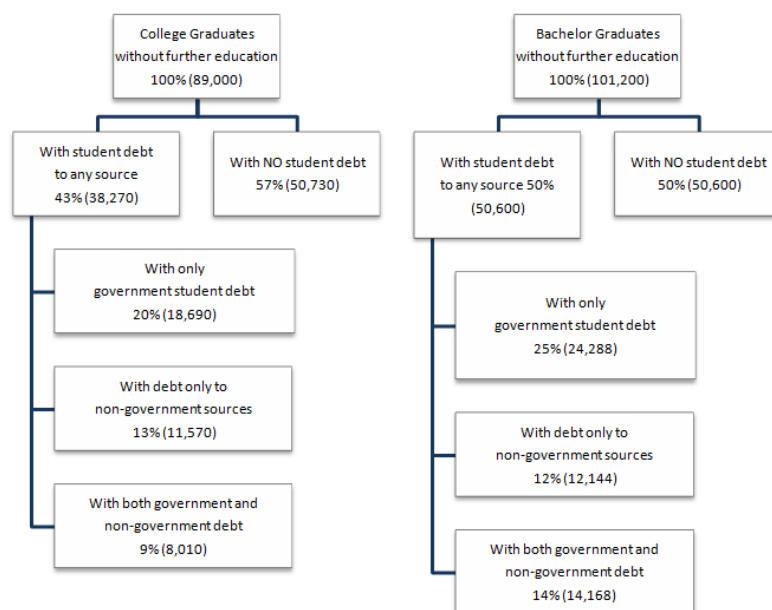 College Graduates
without further education
100% (89,000)
With student debt
to any source
43% (38,270)
With NO student debt
57% (50,730)
With only
government student debt
20% (18,690)
With debt only to
non-government sources
13% (11,570)
With both government and
non-government debt
9% (8,010)
Bachelor Graduates
without further education
100% (101,200)
With student debt
to any source 50%
(50,600)
With NO student debt
50% (50,600)
With only
government student debt
25% (24,288)
With debt only to
non-government sources
12% (12,144)
With both government and
non-government debt
14% (14,168)